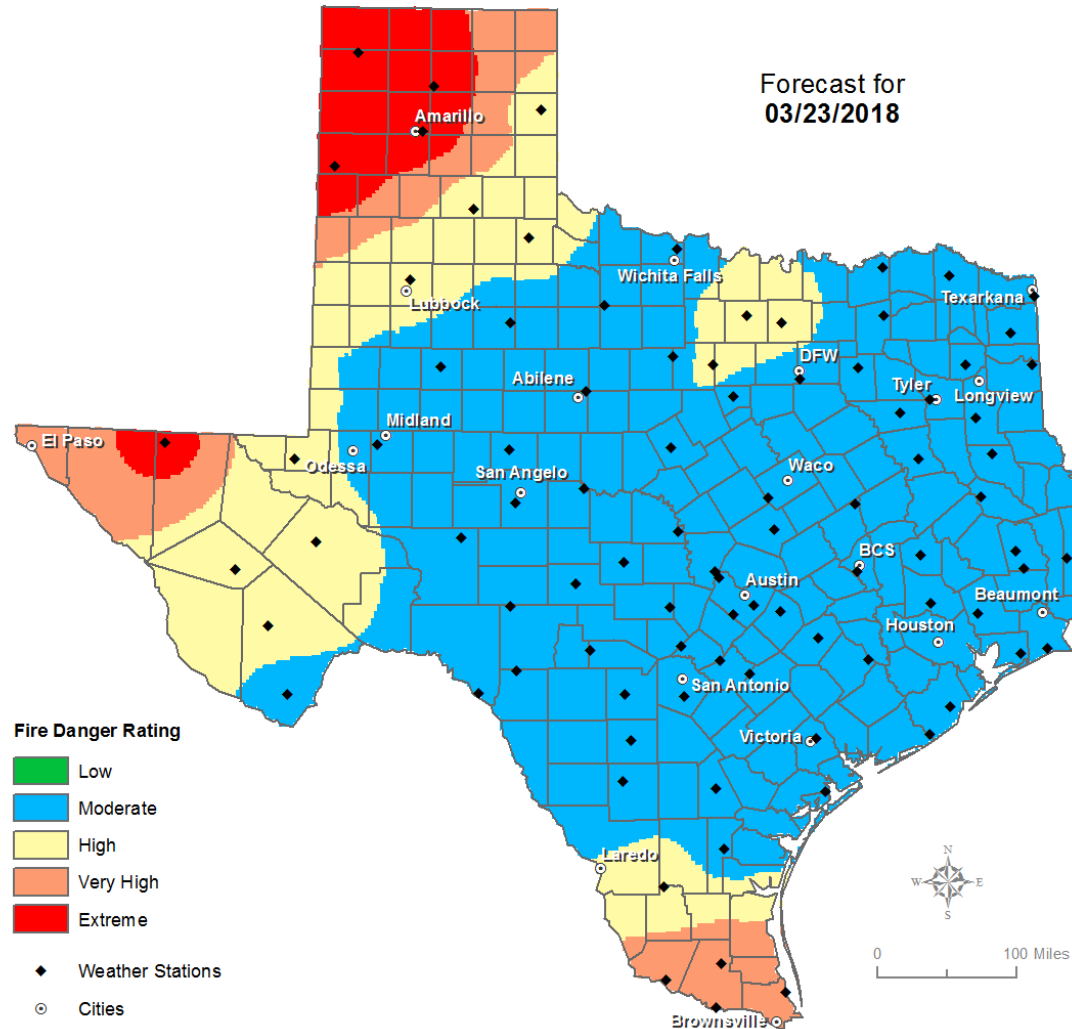 Forecast for
03/23/2018
Amarillo
Wichita Falls
Lubbock
Texarkana
DFW
Abilene
Tyler
Longview
El Paso
Midland
Odessa
San Angelo
Waco
BCS
Austin
Beaumont
Houston
San Antonio
Victoria
Laredo
Brownsville
Fire Danger Rating
Low
Moderate
High
Very High
Extreme
Weather Stations
Cities
N
W E
S
0 100 Miles